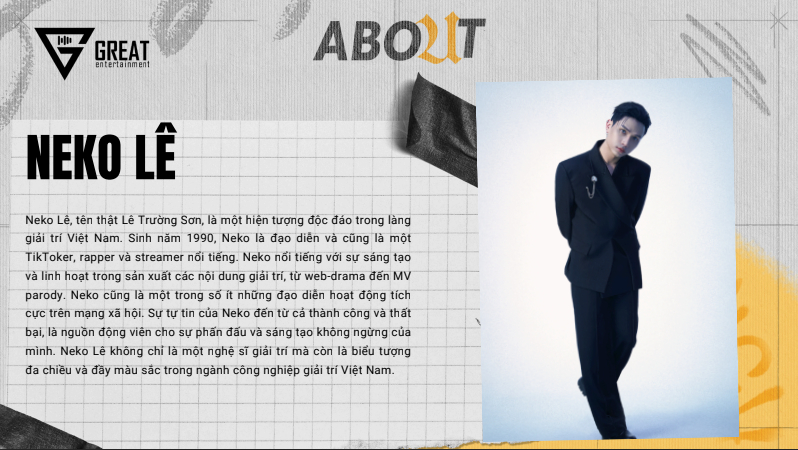 GREAT
entertainment
ABOUT
NEKO LÊ
Neko Lê, tên thật Lê Trường Sơn, là một hiện tượng độc đáo trong làng
giải trí Việt Nam. Sinh năm 1990, Neko là đạo diễn và cũng là một
TikToker, rapper và streamer nổi tiếng. Neko nổi tiếng với sự sáng tạo
và linh hoạt trong sản xuất các nội dung giải trí, từ web-drama đến MV
parody. Neko cũng là một trong số ít những đạo diễn hoạt động tích
cực trên mạng xã hội. Sự tự tin của Neko đến từ cả thành công và thất
bại, là nguồn động viên cho sự phấn đấu và sáng tạo không ngừng của
mình. Neko Lê không chỉ là một nghệ sĩ giải trí mà còn là biểu tượng
đa chiều và đầy màu sắc trong ngành công nghiệp giải trí Việt Nam.